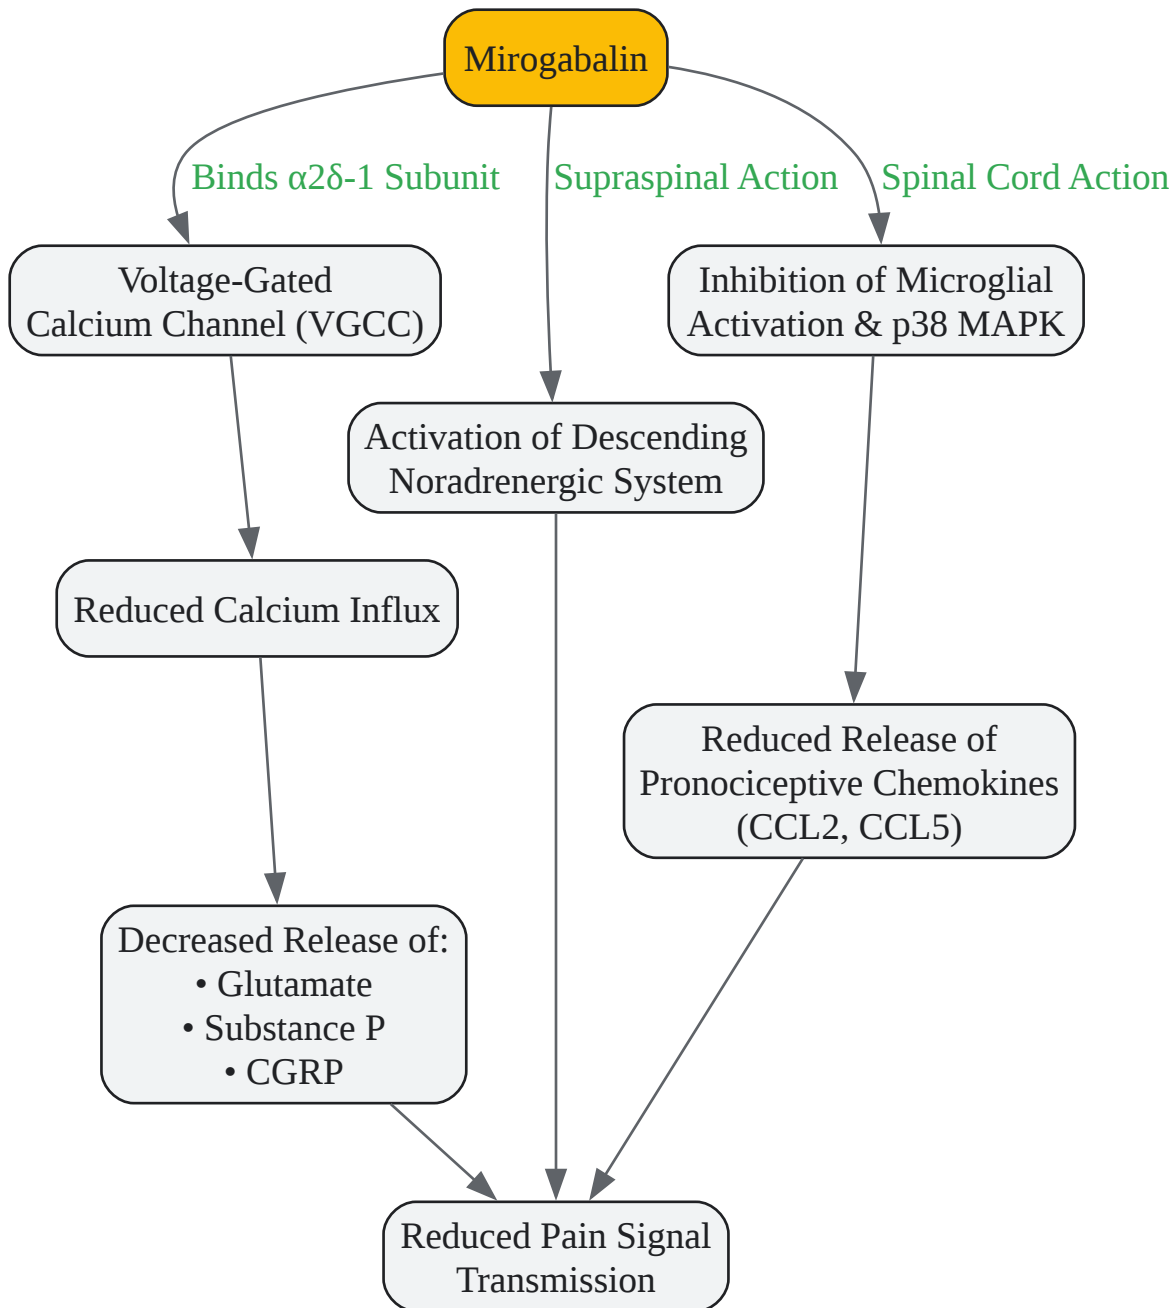 Mirogabalin
Binds α2δ-1 Subunit
Supraspinal Action
Spinal Cord Action
Voltage-Gated
Calcium Channel (VGCC)
Inhibition of Microglial
Activation & p38 MAPK
Activation of Descending
Noradrenergic System
Reduced Calcium Influx
Reduced Release of
Pronociceptive Chemokines
(CCL2, CCL5)
Decreased Release of:
• Glutamate
• Substance P
• CGRP
Reduced Pain Signal
Transmission